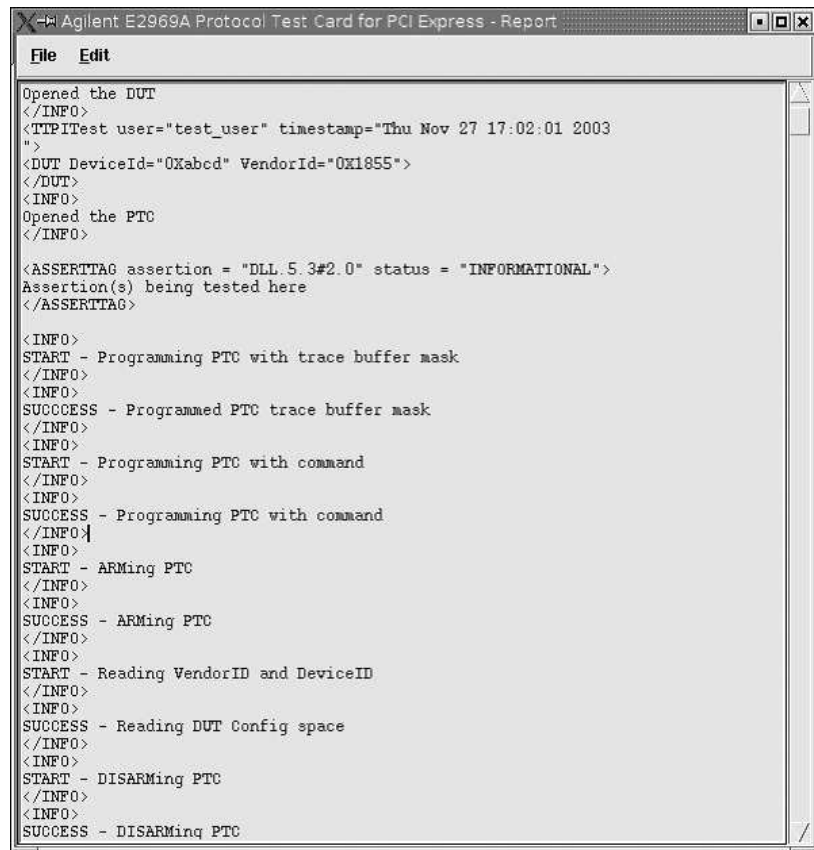 Agilent E2969A Protocol Test Card for PCI Express - Report
File Edit
Opened the DUT
</INFO>
<TTPITest user="test_user" timestamp="Thu Nov 27 17:02:01 2003
">
<DUT DeviceId="0Xabcd" VendorId="0X1855">
</DUT>
<INFO>
Opened the PTC
</INFO>
<ASSERTTAG assertion = "DLL.5.3#2.0" status = "INFORMATIONAL">
Assertion(s) being tested here
</ASSERTTAG>
<INFO>
START - Programming PTC with trace buffer mask
</INFO>
<INFO>
SUCCCESS - Programmed PTC trace buffer mask
</INFO>
<INFO>
START - Programming PTC with command
</INFO>
<INFO>
SUCCESS - Programming PTC with command
</INFO>
<INFO>
START - ARMing PTC
</INFO>
<INFO>
SUCCESS - ARMing PTC
</INFO>
<INFO>
START - Reading VendorID and DeviceID
</INFO>
<INFO>
SUCCESS - Reading DUT Config space
</INFO>
<INFO>
START - DISARMing PTC
</INFO>
<INFO>
SUCCESS - DISARMing PTC